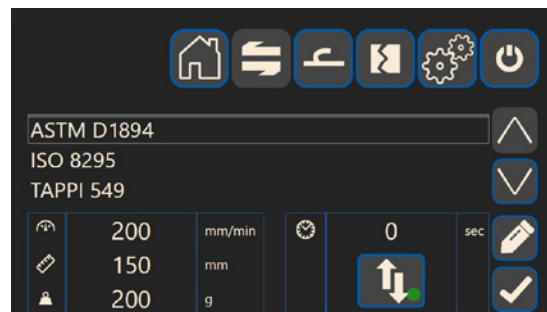 ASTM D1894
ISO 8295
TAPPI 549
200 mm/min 0 sec
150 mm
200 g